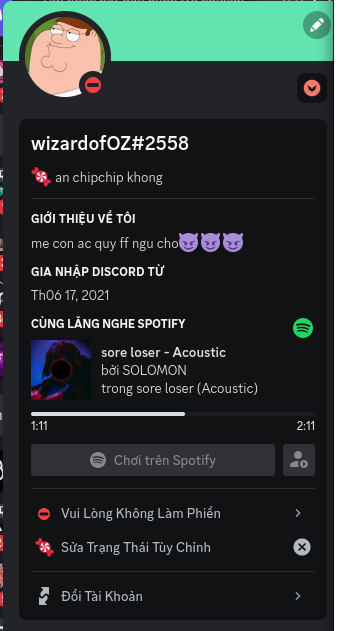 wizardofOZ#2558
an chipchip khong
GIỚI THIỆU VỀ TÔI
me con ac quy ff ngu cho😈😈😈
GIA NHẬP DISCORD TỪ
Th06 17, 2021
CÙNG LẮNG NGHE SPOTIFY
sore loser - Acoustic
bởi SOLOMON
trong sore loser (Acoustic)
1:11 2:11
Chơi trên Spotify
Vui Lòng Không Làm Phiền
Sửa Trạng Thái Tùy Chỉnh
Đổi Tài Khoản